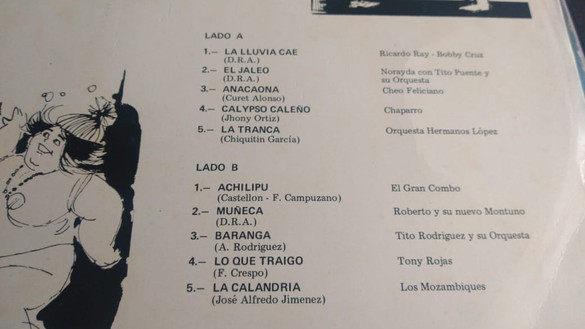 LADO A
1.— LA LLUVIA CAE Ricardo Ray - Bobby Cruz
(D.R.A.)
2.— EL JALEO Norayda con Tito Puente y
(D.R.A.) su Orquesta
3.— ANACAONA Cheo Feliciano
(Curet Alonso)
4.— CALYPSO CALEÑO Chaparro
(Jhony Ortiz)
5.— LA TRANCA Orquesta Hermanos López
(Chiquitin García)
LADO B
1.— ACHILIPU El Gran Combo
(Castellon - F. Campuzano)
2.— MUÑECA Roberto y su nuevo Montuno
(D.R.A.)
3.— BARANGA Tito Rodriguez y su Orquesta
(A. Rodriguez)
4.— LO QUE TRAIGO Tony Rojas
(F. Crespo)
5.— LA CALANDRIA Los Mozambiques
(José Alfredo Jimenez)